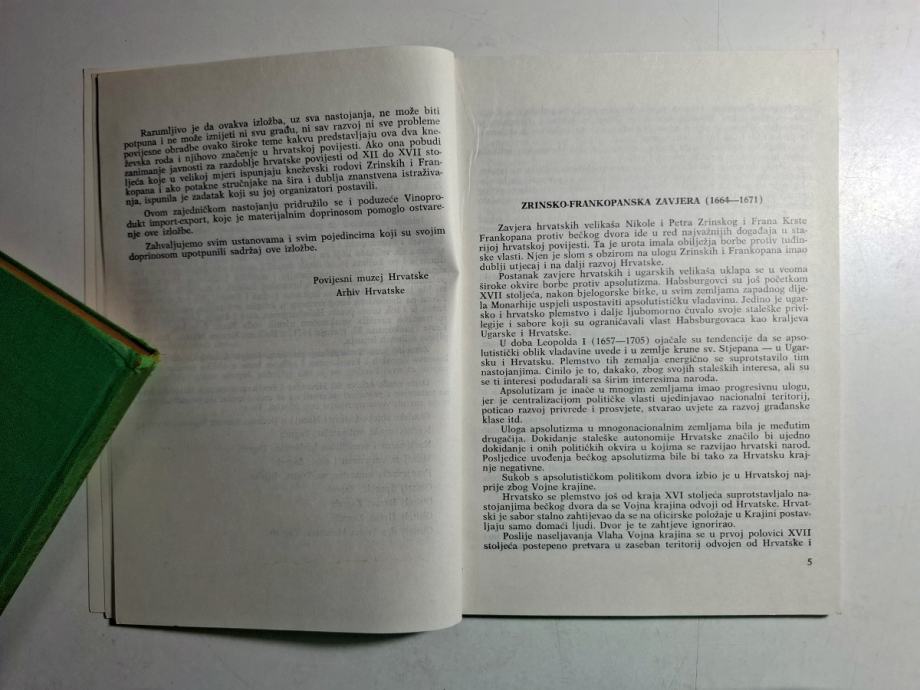 Razumljivo je da ovakva izložba, uz sva nastojanja, ne može biti
potpuna i ne može iznijeti ni svu građu, ni sav razvoj ni sve probleme
povijesne obradbe ovako široke teme kakvu predstavljaju ova dva kne-
ževska roda i njihovo značenje u hrvatskoj povijesti. Ako ona pobudi
zanimanje javnosti za razdoblje hrvatske povijesti od XII do XVII sto-
ljeća koje u velikoj mjeri ispunjaju kneževski rodovi Zrinskih i Fran-
kopana i ako potakne stručnjake na šira i dublja znanstvena istraživa-
nja, ispunila je zadatak koji su joj organizatori postavili.
Ovom zajedničkom nastojanju pridružilo se i poduzeće Vinopro-
dukt import-export, koje je materijalnim doprinosom pomoglo ostvare-
nje ove izložbe.
Zahvaljujemo svim ustanovama i svim pojedincima koji su svojim
doprinosom upotpunili sadržaj ove izložbe.
Povijesni muzej Hrvatske
Arhiv Hrvatske
ZRINSKO-FRANKOPANSKA ZAVJERA (1664—1671)
Zavjera hrvatskih velikaša Nikole i Petra Zrinskog i Frana Krste
Frankopana protiv bečkog dvora ide u red najvažnijih događaja u sta-
rijoj hrvatskoj povijesti. Ta je urota imala obilježja borbe protiv tuđin-
ske vlasti. Njen je slom s obzirom na ulogu Zrinskih i Frankopana imao
dublji utjecaj i na dalji razvoj Hrvatske.
Postanak zavjere hrvatskih i ugarskih velikaša uklapa se u veoma
široke okvire borbe protiv apsolutizma. Habsburgovci su još početkom
XVII stoljeća, nakon bjelogorske bitke, u svim zemljama zapadnog dije-
la Monarhije uspjeli uspostaviti apsolutističku vladavinu. Jedino je ugar-
sko i hrvatsko plemstvo i dalje ljubomorno čuvalo svoje staleške privi-
legije i sabore koji su ograničavali vlast Habsburgovaca kao kraljeva
Ugarske i Hrvatske.
U doba Leopolda I (1657—1705) ojačale su tendencije da se apso-
lutistički oblik vladavine uvede i u zemlje krune sv. Stjepana — u Ugar-
sku i Hrvatsku. Plemstvo tih zemalja energično se suprotstavilo tim
nastojanjima. Činilo je to, dakako, zbog svojih staleških interesa, ali su
se ti interesi podudarali sa širim interesima naroda.
Apsolutizam je inače u mnogim zemljama imao progresivnu ulogu,
jer je centralizacijom političke vlasti ujedinjavao nacionalni teritorij,
poticao razvoj privrede i prosvjete, stvarao uvjete za razvoj građanske
klase itd.
Uloga apsolutizma u mnogonacionalnim zemljama bila je međutim
drugačija. Dokidanje staleške autonomije Hrvatske značilo bi ujedno
dokidanje i onih političkih okvira u kojima se razvijao hrvatski narod.
Posljedice uvođenja bečkog apsolutizma bile bi tako za Hrvatsku kraj-
nje negativne.
Sukob s apsolutističkom politikom dvora izbio je u Hrvatskoj naj-
prije zbog Vojne krajine.
Hrvatsko se plemstvo još od kraja XVI stoljeća suprotstavljalo na-
stojanjima bečkog dvora da se Vojna krajina odvoji od Hrvatske. Hrvat-
ski je sabor stalno zahtijevao da se na oficirske položaje u Krajini postav-
ljaju samo domaći ljudi. Dvor je te zahtjeve ignorirao.
Poslije naseljavanja Vlaha Vojna krajina se u prvoj polovici XVII
stoljeća postepeno pretvara u zaseban teritorij odvojen od Hrvatske i
5